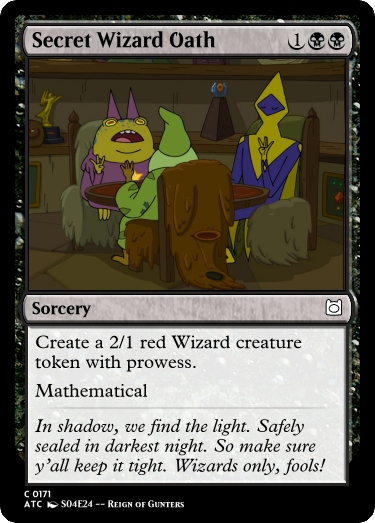 Secret Wizard Oath 1
Sorcery
Create a 2/1 red Wizard creature
token with prowess.
Mathematical
In shadow, we find the light. Safely
sealed in darkest night. So make sure
y'all keep it tight. Wizards only, fools!
C 0171
ATC S04E24 -- Reign of Gunters